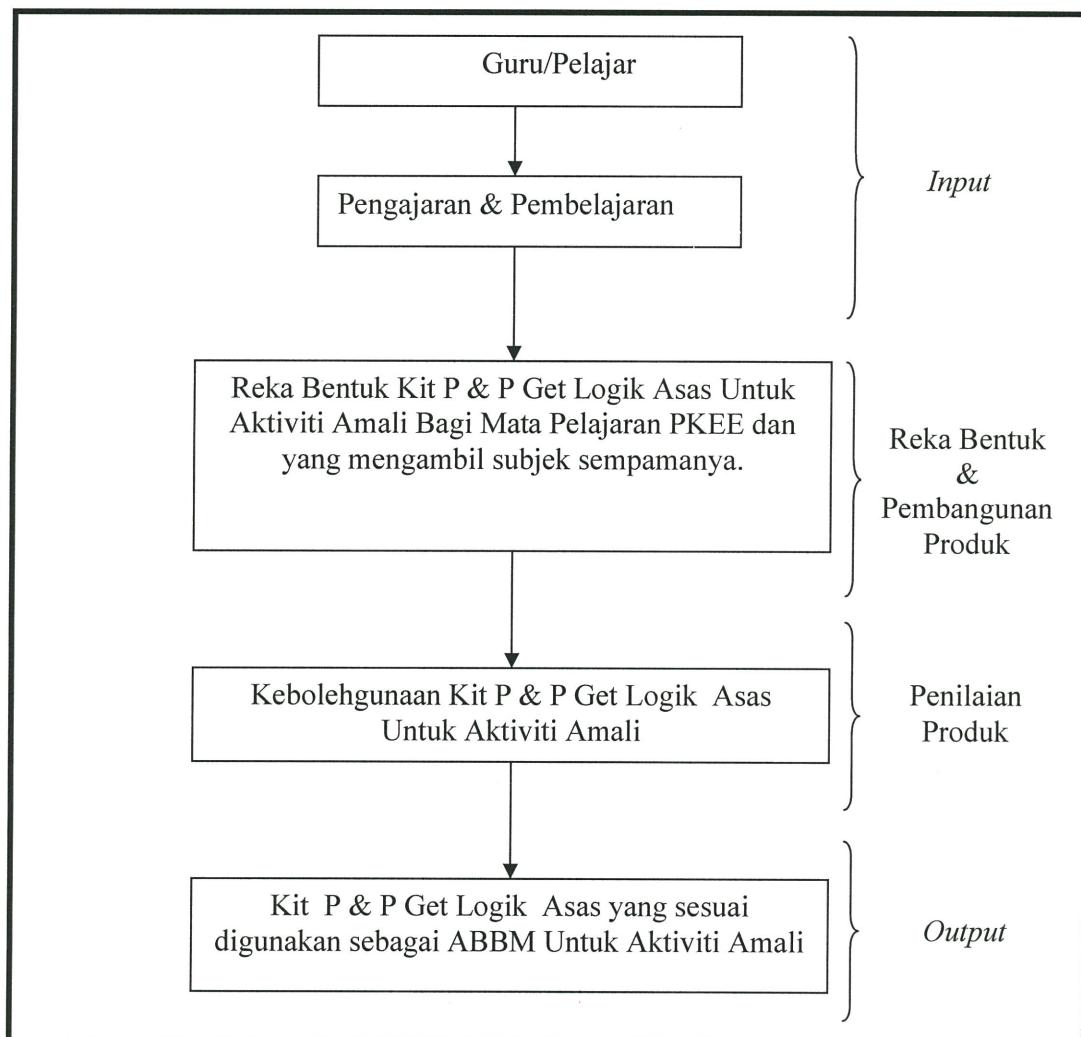 Guru/Pelajar
Pengajaran & Pembelajaran
Input
Reka Bentuk Kit P & P Get Logik Asas Untuk
Aktiviti Amali Bagi Mata Pelajaran PKEE dan
yang mengambil subjek sempamanya.
Reka Bentuk
&
Pembangunan
Produk
Kebolehgunaan Kit P & P Get Logik Asas
Untuk Aktiviti Amali
Penilaian
Produk
Kit P & P Get Logik Asas yang sesuai
digunakan sebagai ABBM Untuk Aktiviti Amali
Output